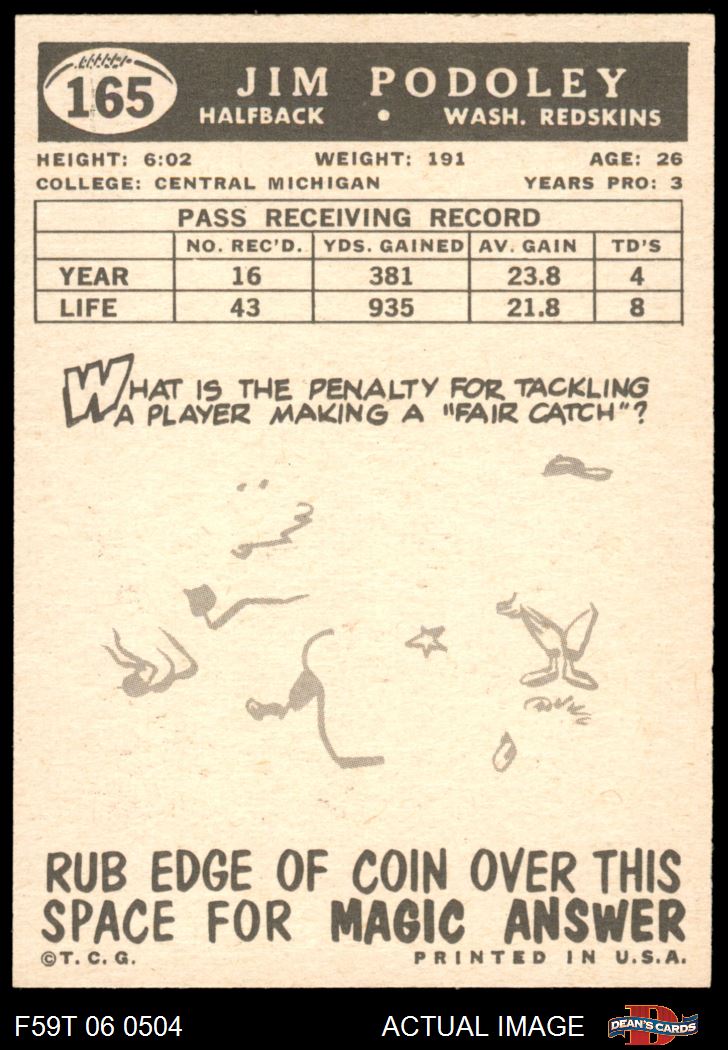 165
JIM PODOLEY
HALFBACK • WASH. REDSKINS
HEIGHT: 6:02 WEIGHT: 191 AGE: 26
COLLEGE: CENTRAL MICHIGAN YEARS PRO: 3
PASS RECEIVING RECORD
NO. REC'D. YDS. GAINED AV. GAIN TD'S
YEAR 16 381 23.8 4
LIFE 43 935 21.8 8
WHAT IS THE PENALTY FOR TACKLING
A PLAYER MAKING A "FAIR CATCH"?
RUB EDGE OF COIN OVER THIS
SPACE FOR MAGIC ANSWER
©T. C. G. PRINTED IN U.S.A.
F59T 06 0504 ACTUAL IMAGE D DEAN'S CARDS